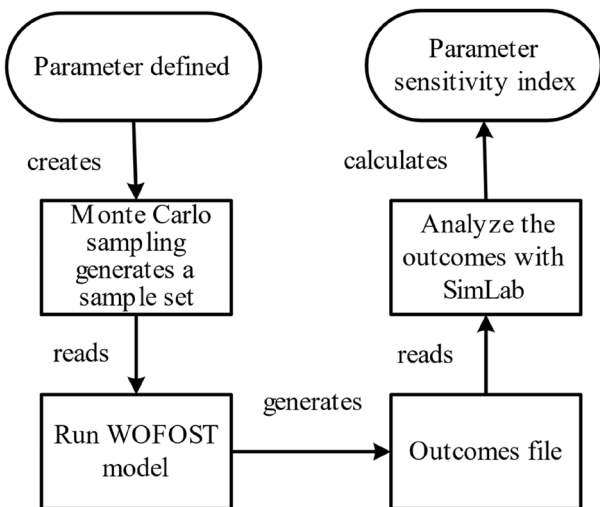 Parameter defined
creates
Monte Carlo
sampling
generates a
sample set
reads
Run WOFOST
model
generates
Outcomes file
reads
Analyze the
outcomes with
SimLab
calculates
Parameter
sensitivity index